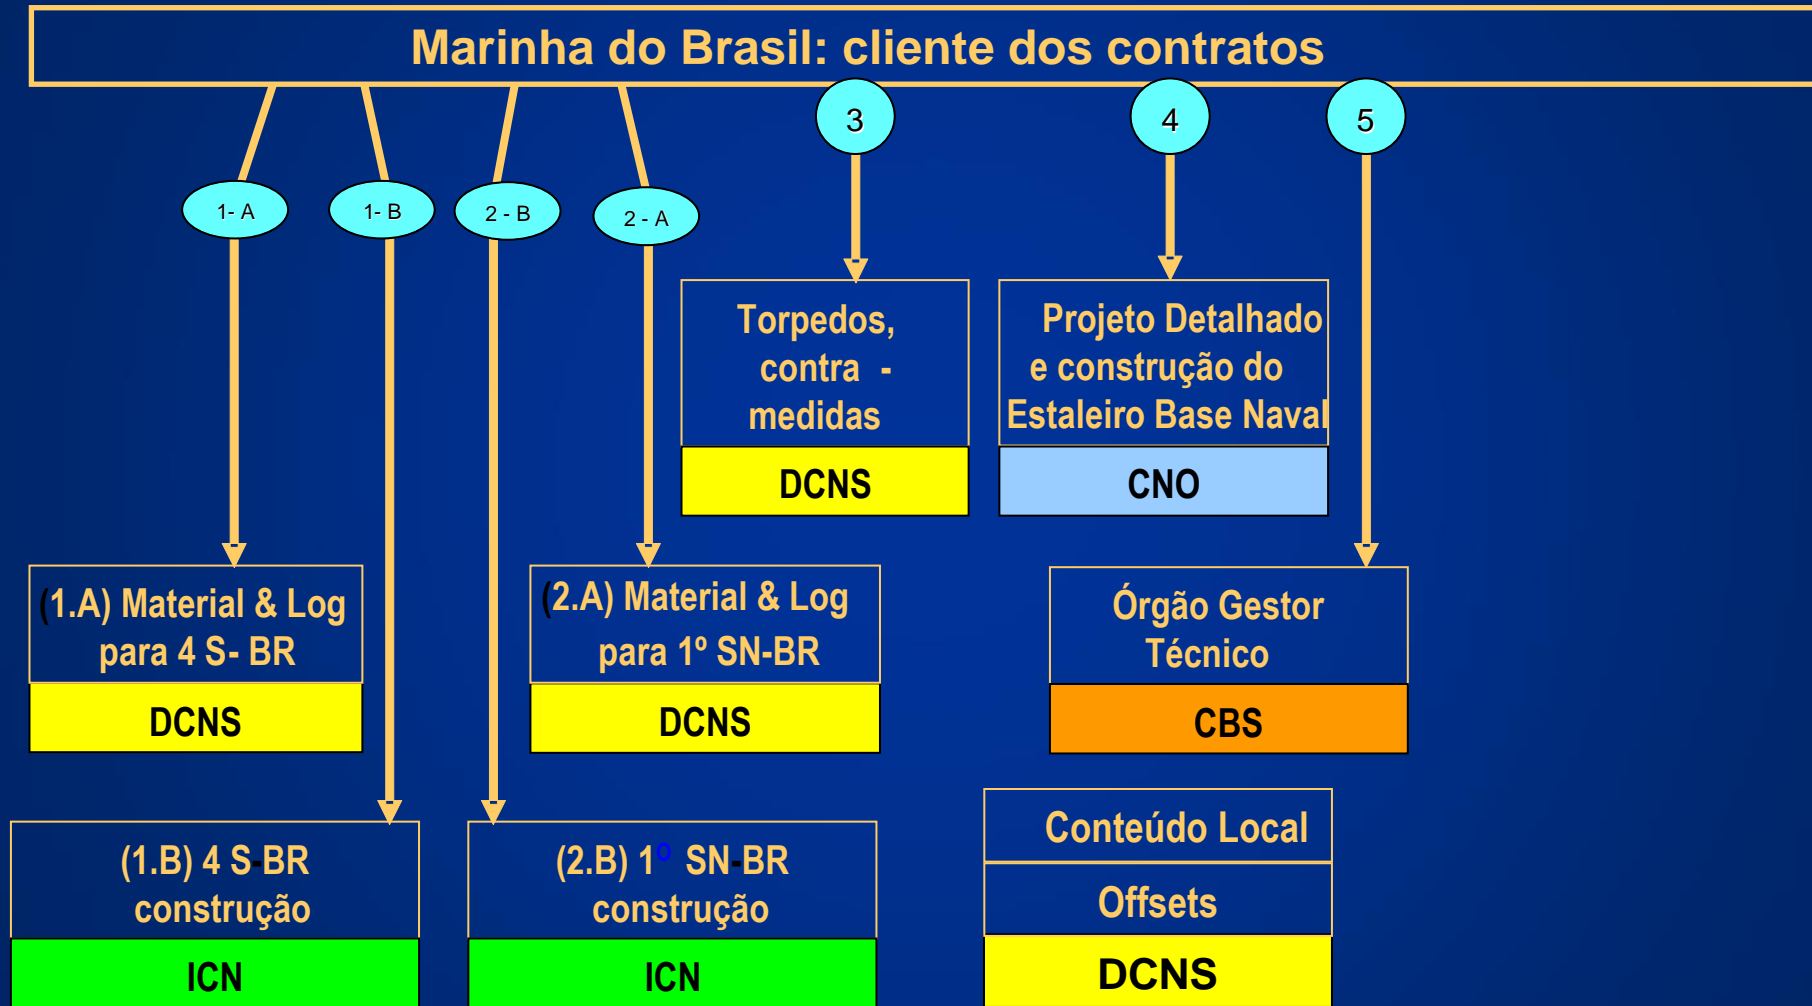 Marinha do Brasil: cliente dos contratos
3
4
5
1- A
1- B
2 - B
2 - A
Torpedos,
contra -
medidas
DCNS
Projeto Detalhado
e construção do
Estaleiro Base Naval
CNO
(1.A) Material & Log
para 4 S- BR
DCNS
(2.A) Material & Log
para 1º SN-BR
DCNS
Órgão Gestor
Técnico
CBS
(1.B) 4 S-BR
construção
ICN
(2.B) 1º SN-BR
construção
ICN
Conteúdo Local
Offsets
DCNS